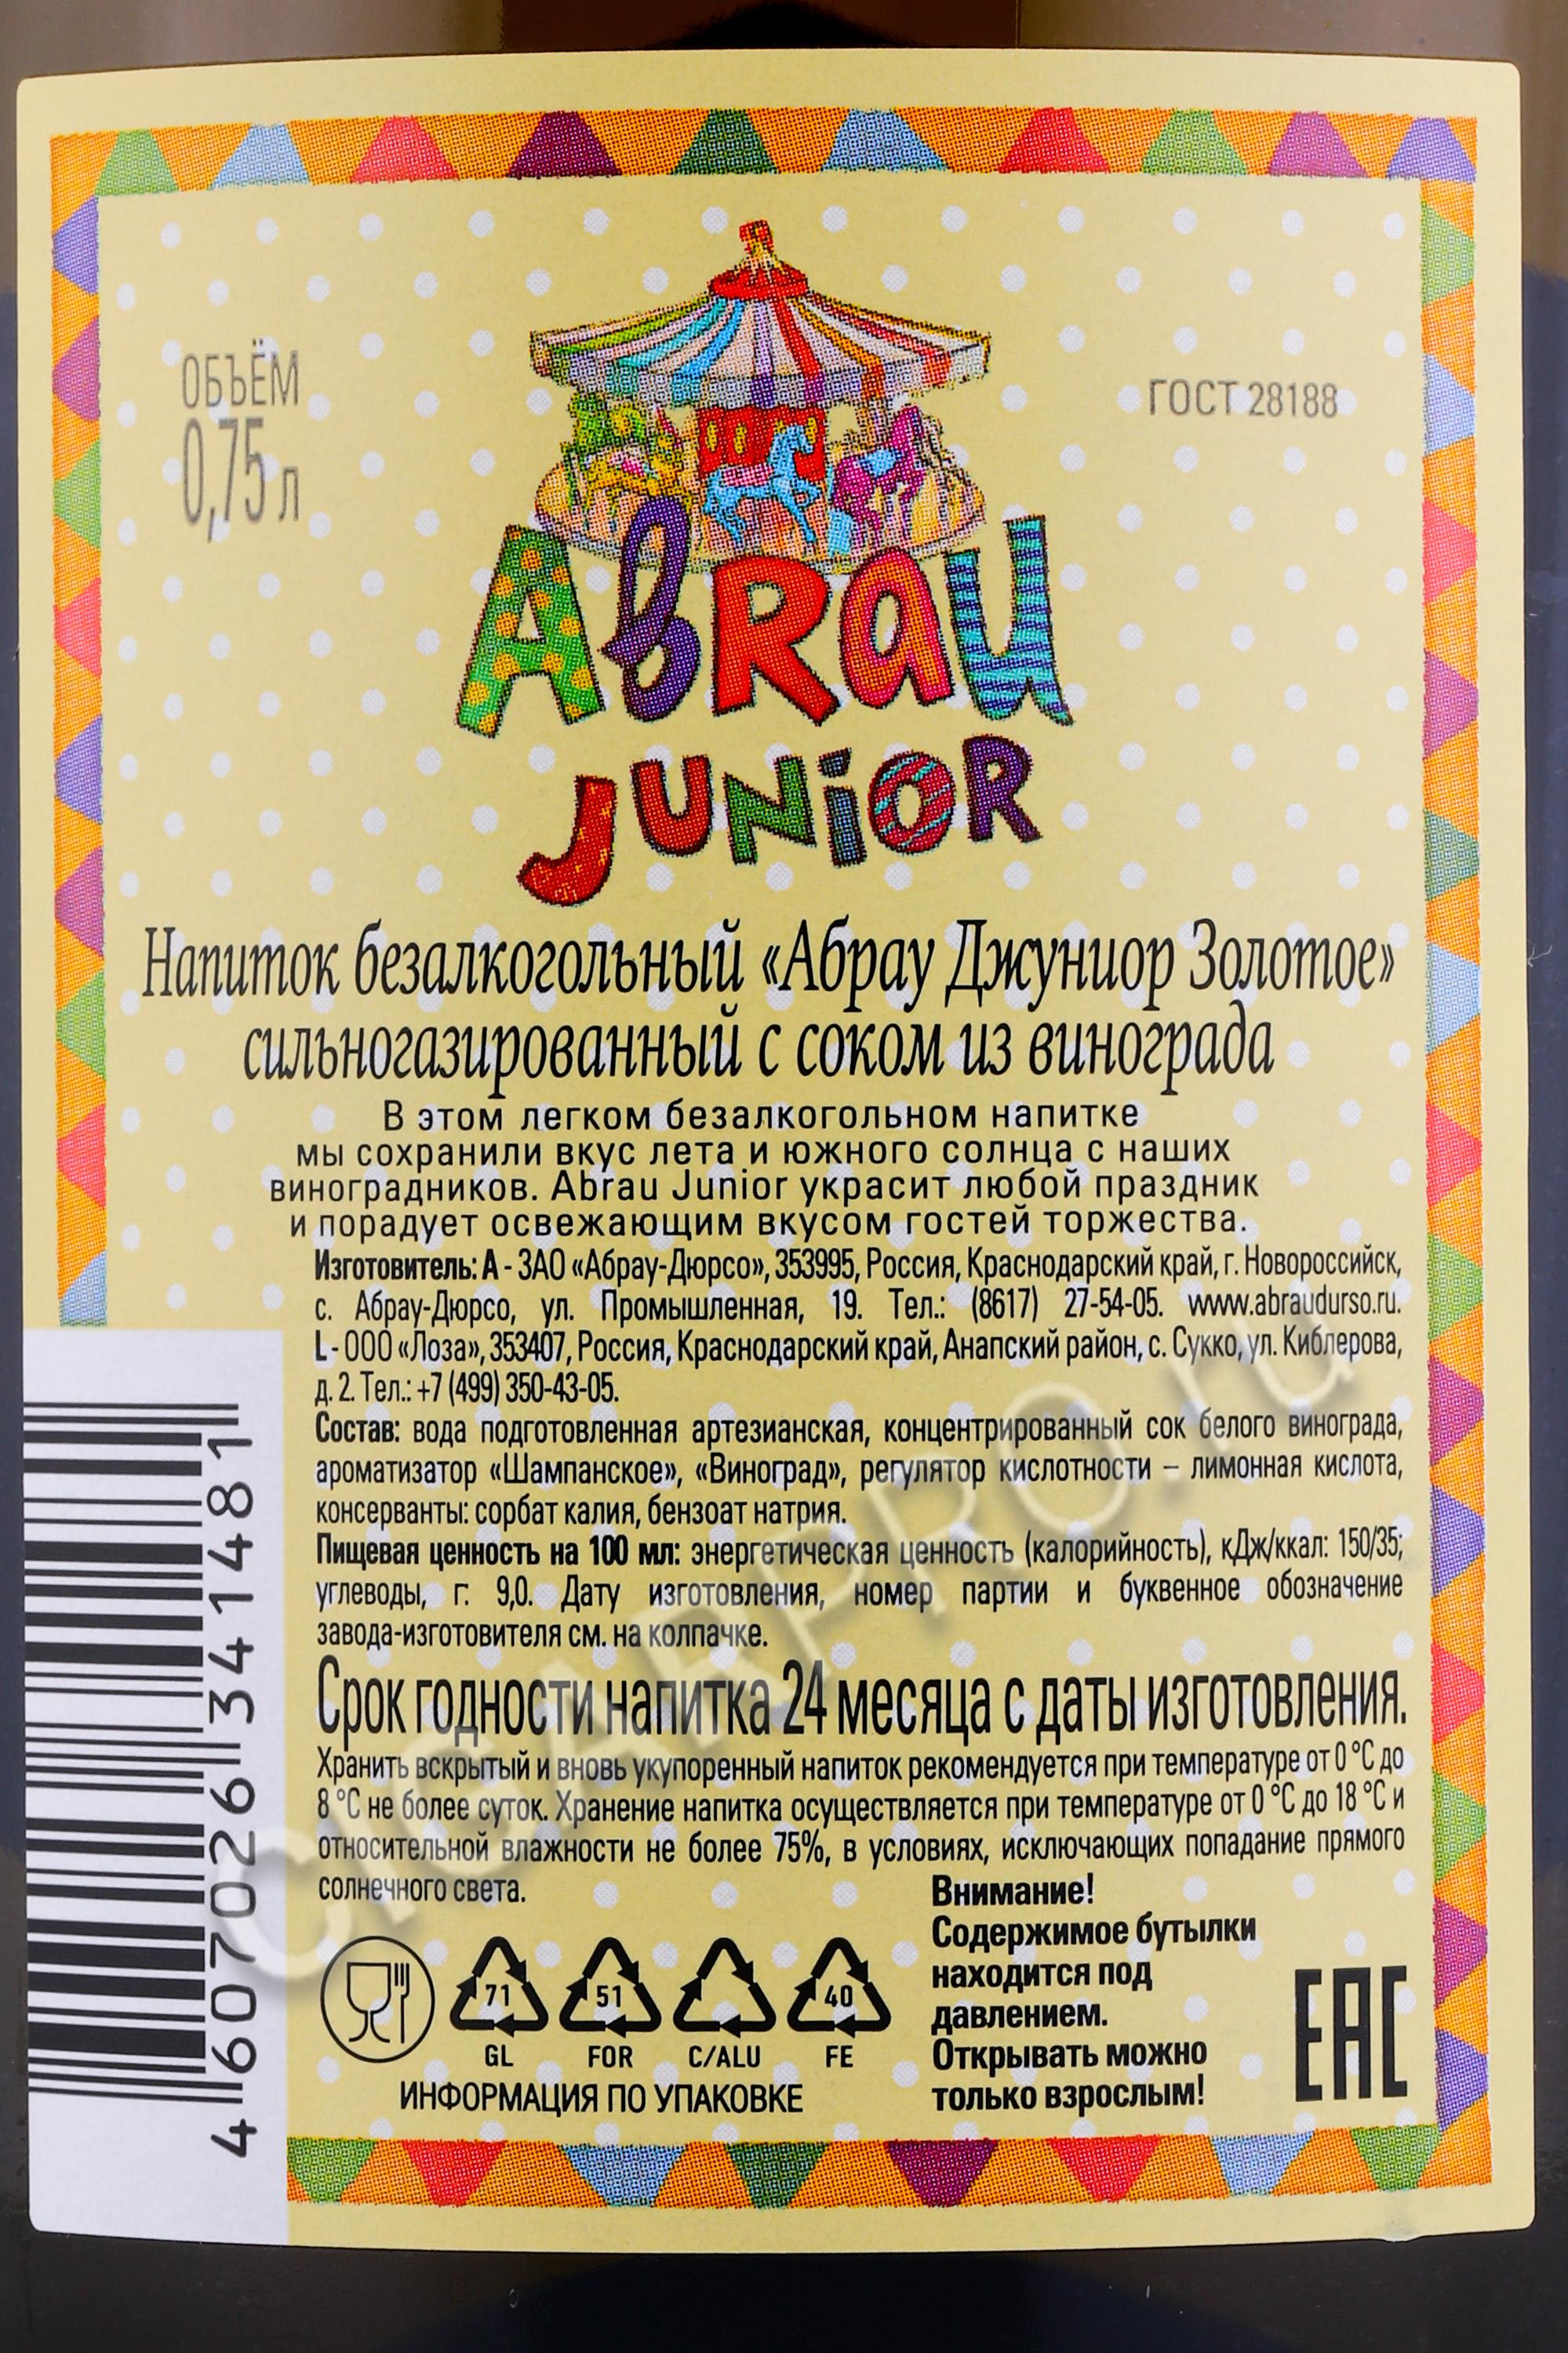 ОБЪЁМ
0,75 л
ГОСТ 28188
ABRAU
JUNIOR
Напиток безалкогольный «Абрау Джуниор Золотое»
сильногазированный с соком из винограда
В этом легком безалкогольном напитке
мы сохранили вкус лета и южного солнца с наших
виноградников. Abrau Junior украсит любой праздник
и порадует освежающим вкусом гостей торжества.
Изготовитель: А - ЗАО «Абрау-Дюрсо», 353995, Россия, Краснодарский край, г. Новороссийск,
с. Абрау-Дюрсо, ул. Промышленная, 19. Тел.: (8617) 27-54-05. www.abraudurso.ru.
L - ООО «Лоза», 353407, Россия, Краснодарский край, Анапский район, с. Сукко, ул. Киблерова,
д. 2. Тел.: +7 (499) 350-43-05.
Состав: вода подготовленная артезианская, концентрированный сок белого винограда,
ароматизатор «Шампанское», «Виноград», регулятор кислотности – лимонная кислота,
консерванты: сорбат калия, бензоат натрия.
Пищевая ценность на 100 мл: энергетическая ценность (калорийность), кДж/ккал: 150/35;
углеводы, г. 9,0. Дату изготовления, номер партии и буквенное обозначение
завода-изготовителя см. на колпачке.
Срок годности напитка 24 месяца с даты изготовления.
Хранить вскрытый и вновь укупоренный напиток рекомендуется при температуре от 0 °С до
8 °С не более суток. Хранение напитка осуществляется при температуре от 0 °С до 18 °С и
относительной влажности не более 75%, в условиях, исключающих попадание прямого
солнечного света.
Внимание!
Содержимое бутылки
находится под
давлением.
Открывать можно
только взрослым!
71
51
40
GL
FOR
C/ALU
FE
ИНФОРМАЦИЯ ПО УПАКОВКЕ
EAC
4 607026 341481
CIGARPRO.ru